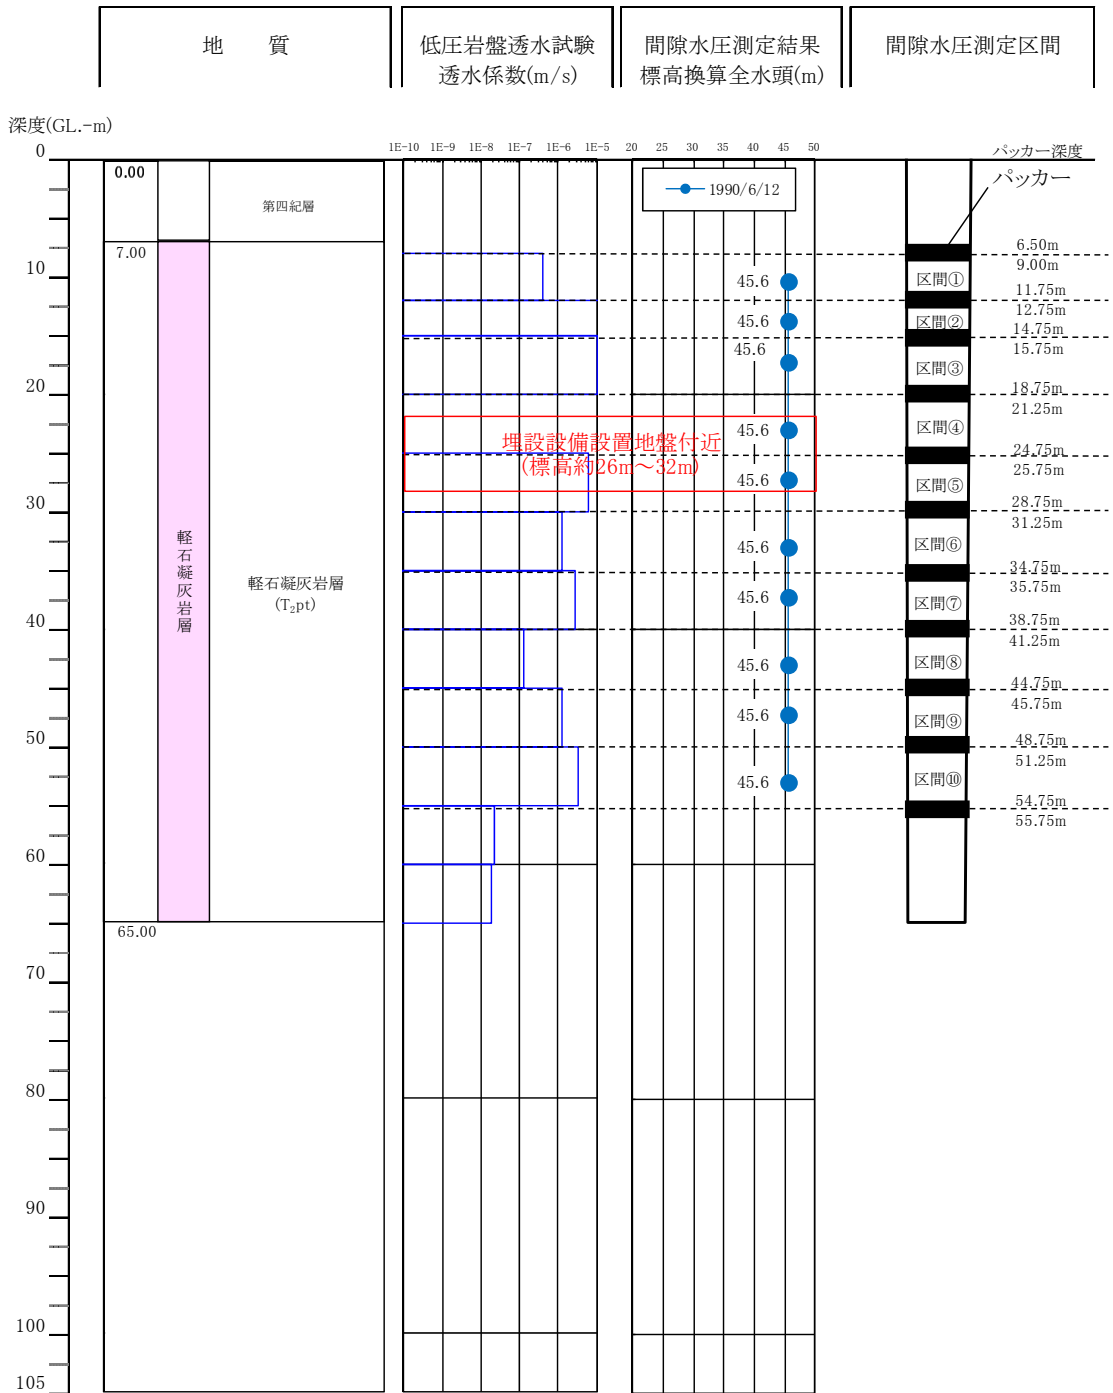 地 質
低圧岩盤透水試験
透水係数(m/s)
間隙水圧測定結果
標高換算全水頭(m)
間隙水圧測定区間
深度(GL.-m)
0
10
20
30
40
50
60
70
80
90
100
105
0.00
第四紀層
7.00
軽石凝灰岩層
軽石凝灰岩層
(T₂pt)
65.00
1E-10 1E-9 1E-8 1E-7 1E-6 1E-5
20 25 30 35 40 45 50
1990/6/12
45.6
45.6
45.6
45.6
45.6
45.6
45.6
45.6
45.6
45.6
埋設設備設置地盤付近
(標高約26m～32m)
パッカー深度
パッカー
区間①
区間②
区間③
区間④
区間⑤
区間⑥
区間⑦
区間⑧
区間⑨
区間⑩
6.50m
9.00m
11.75m
12.75m
14.75m
15.75m
18.75m
21.25m
24.75m
25.75m
28.75m
31.25m
34.75m
35.75m
38.75m
41.25m
44.75m
45.75m
48.75m
51.25m
54.75m
55.75m